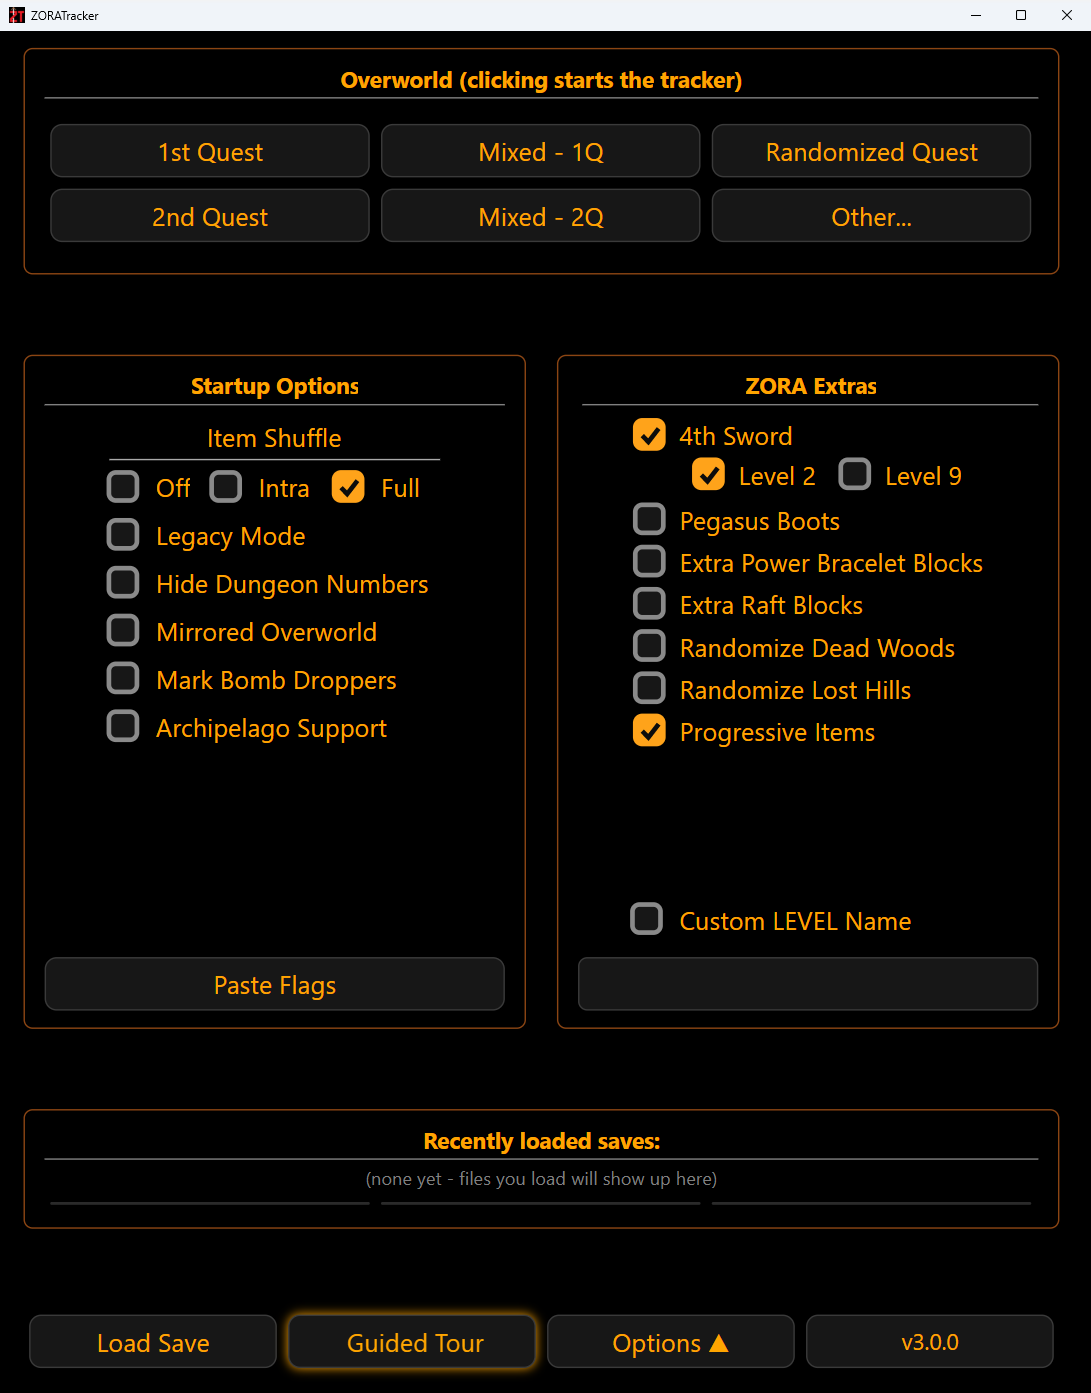 ZORATracker
Overworld (clicking starts the tracker)
1st Quest
Mixed - 1Q
Randomized Quest
2nd Quest
Mixed - 2Q
Other...
Startup Options
Item Shuffle
Off Intra Full
Legacy Mode
Hide Dungeon Numbers
Mirrored Overworld
Mark Bomb Droppers
Archipelago Support
Paste Flags
ZORA Extras
4th Sword
Level 2 Level 9
Pegasus Boots
Extra Power Bracelet Blocks
Extra Raft Blocks
Randomize Dead Woods
Randomize Lost Hills
Progressive Items
Custom LEVEL Name
Recently loaded saves:
(none yet - files you load will show up here)
Load Save
Guided Tour
Options ▲
v3.0.0